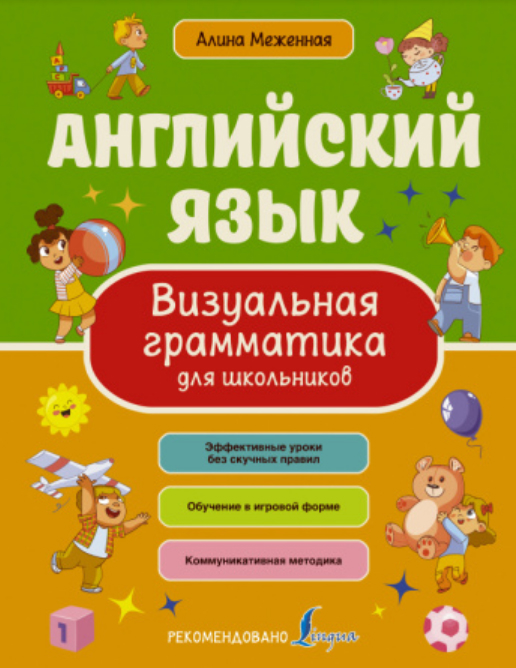 Алина Меженная
АНГЛИЙСКИЙ
ЯЗЫК
Визуальная
грамматика
для школьников
Эффективные уроки
без скучных правил
Обучение в игровой форме
Коммуникативная методика
1
РЕКОМЕНДОВАНО Lingua